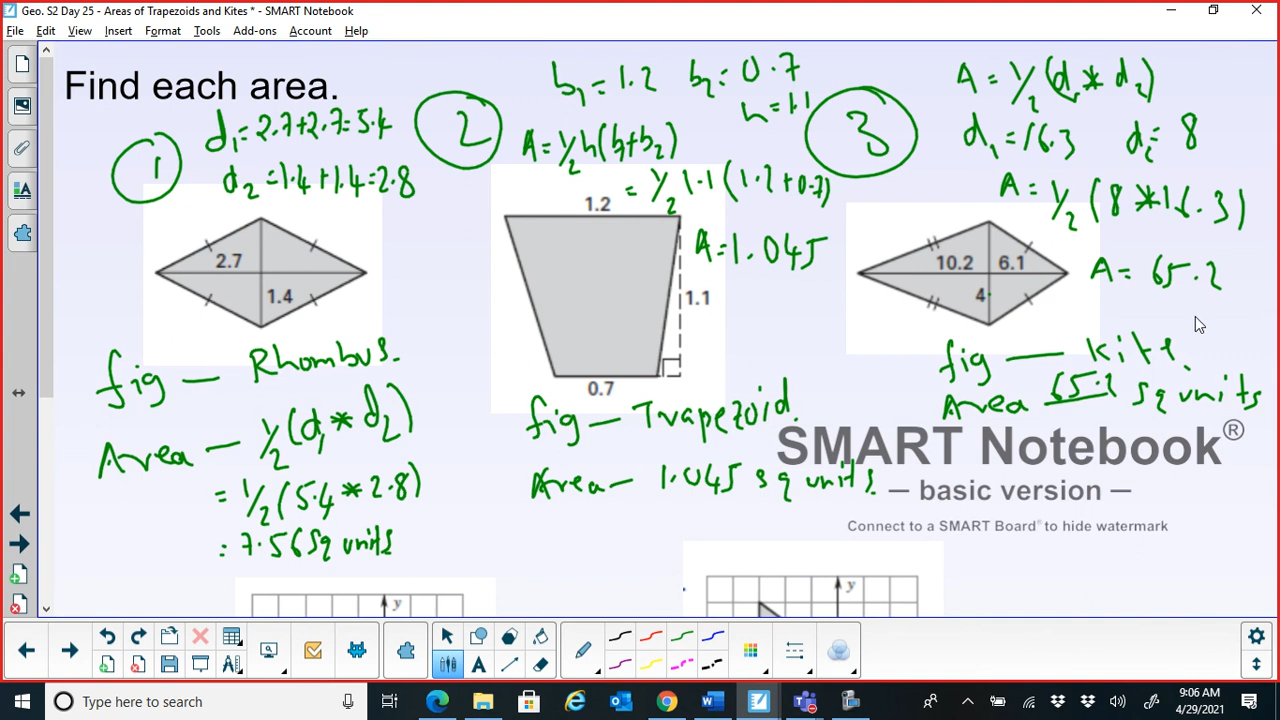 Geo. S2 Day 25 - Areas of Trapezoids and Kites * - SMART Notebook
File Edit View Insert Format Tools Add-ons Account Help
Find each area.
1
d₁=2.7+2.7=5.4
d₂=1.4+1.4=2.8
2.7
1.4
fig — Rhombus.
Area — 1/2(d₁*d₂)
= 1/2(5.4*2.8)
: 7.56 Sq units
2
b₁=1.2 b₂=0.7
h=1.1
A=1/2h(b₁+b₂)
= 1/2 1.1(1.2+0.7)
A=1.045
1.2
1.1
0.7
fig — Trapezoid.
Area — 1.045 sq units.
3
A = 1/2(d₁*d₂)
d₁=16.3 d₂=8
A = 1/2(8*16.3)
A = 65.2
10.2 6.1
4
fig — kite.
Area 65.2 sq units
SMART Notebook®
— basic version —
Connect to a SMART Board® to hide watermark
y
y
A
Type here to search
9:06 AM
4/29/2021